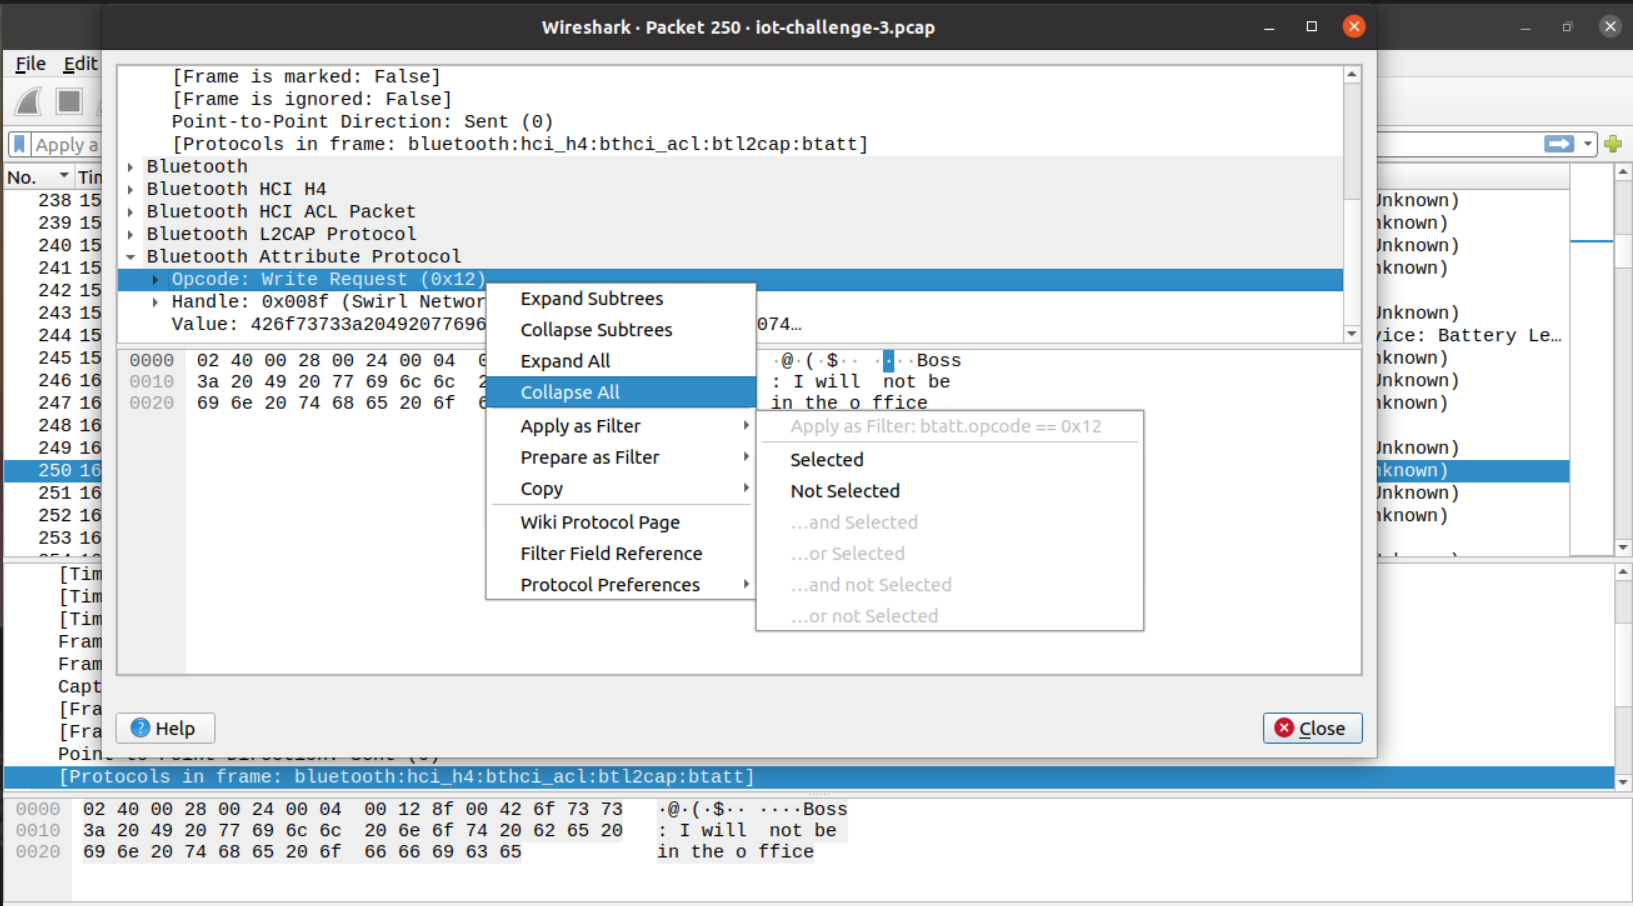 Wireshark · Packet 250 · iot-challenge-3.pcap
File Edit
Apply a
[Frame is marked: False]
[Frame is ignored: False]
Point-to-Point Direction: Sent (0)
[Protocols in frame: bluetooth:hci_h4:bthci_acl:btl2cap:btatt]
Bluetooth
Bluetooth HCI H4
Bluetooth HCI ACL Packet
Bluetooth L2CAP Protocol
Bluetooth Attribute Protocol
Opcode: Write Request (0x12)
Handle: 0x008f (Swirl Networ
Value: 426f73733a204920776966 074…
0000 02 40 00 28 00 24 00 04 ·@·(·$·· ····Boss
0010 3a 20 49 20 77 69 6c 6c : I will not be
0020 69 6e 20 74 68 65 20 6f in the o ffice
Expand Subtrees
Collapse Subtrees
Expand All
Collapse All
Apply as Filter
Prepare as Filter
Copy
Wiki Protocol Page
Filter Field Reference
Protocol Preferences
Apply as Filter: btatt.opcode == 0x12
Selected
Not Selected
…and Selected
…or Selected
…and not Selected
…or not Selected
Help
Close
No. Tim
238 15 Unknown)
239 15 nknown)
240 15 Unknown)
241 15 nknown)
242 15
243 15 Unknown)
244 15 vice: Battery Le…
245 15 nknown)
246 16 Unknown)
247 16 nknown)
248 16
249 16 Unknown)
250 16 nknown)
251 16 Unknown)
252 16 nknown)
253 16
[Tim
[Tim
[Tim
Fram
Fram
Capt
[Fra
[Fra
Point-to-Point Direction: Sent (0)
[Protocols in frame: bluetooth:hci_h4:bthci_acl:btl2cap:btatt]
0000 02 40 00 28 00 24 00 04 00 12 8f 00 42 6f 73 73 ·@·(·$·· ····Boss
0010 3a 20 49 20 77 69 6c 6c 20 6e 6f 74 20 62 65 20 : I will not be
0020 69 6e 20 74 68 65 20 6f 66 66 69 63 65 in the o ffice